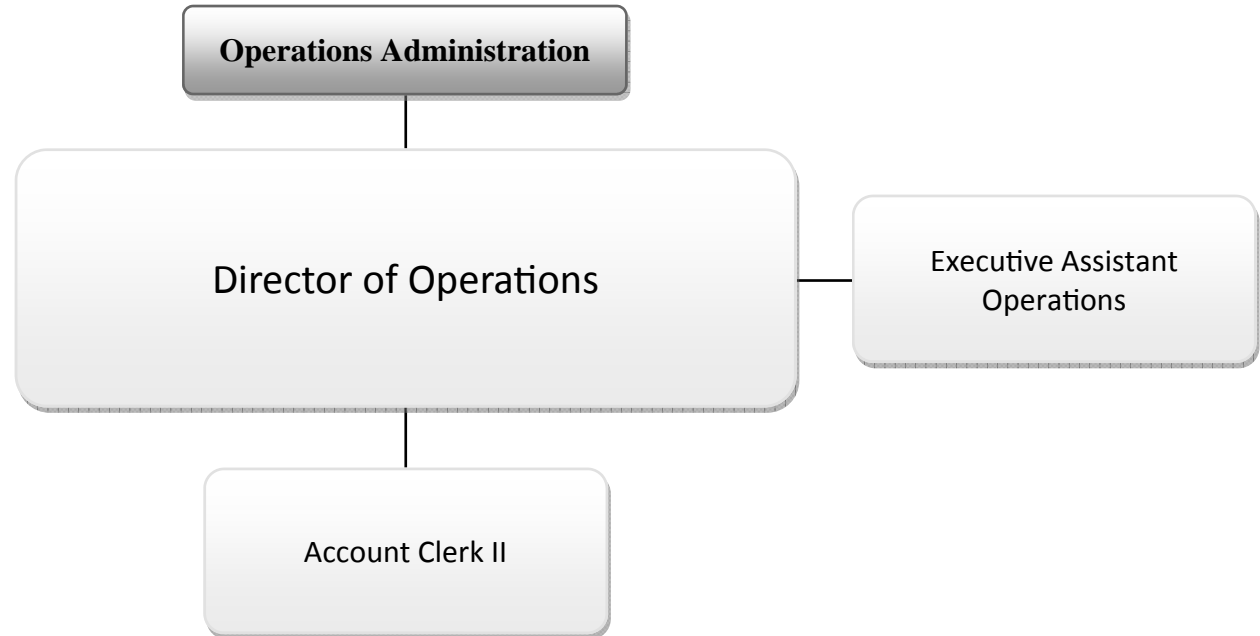 Operations Administration
Director of Operations
Executive Assistant
Operations
Account Clerk II